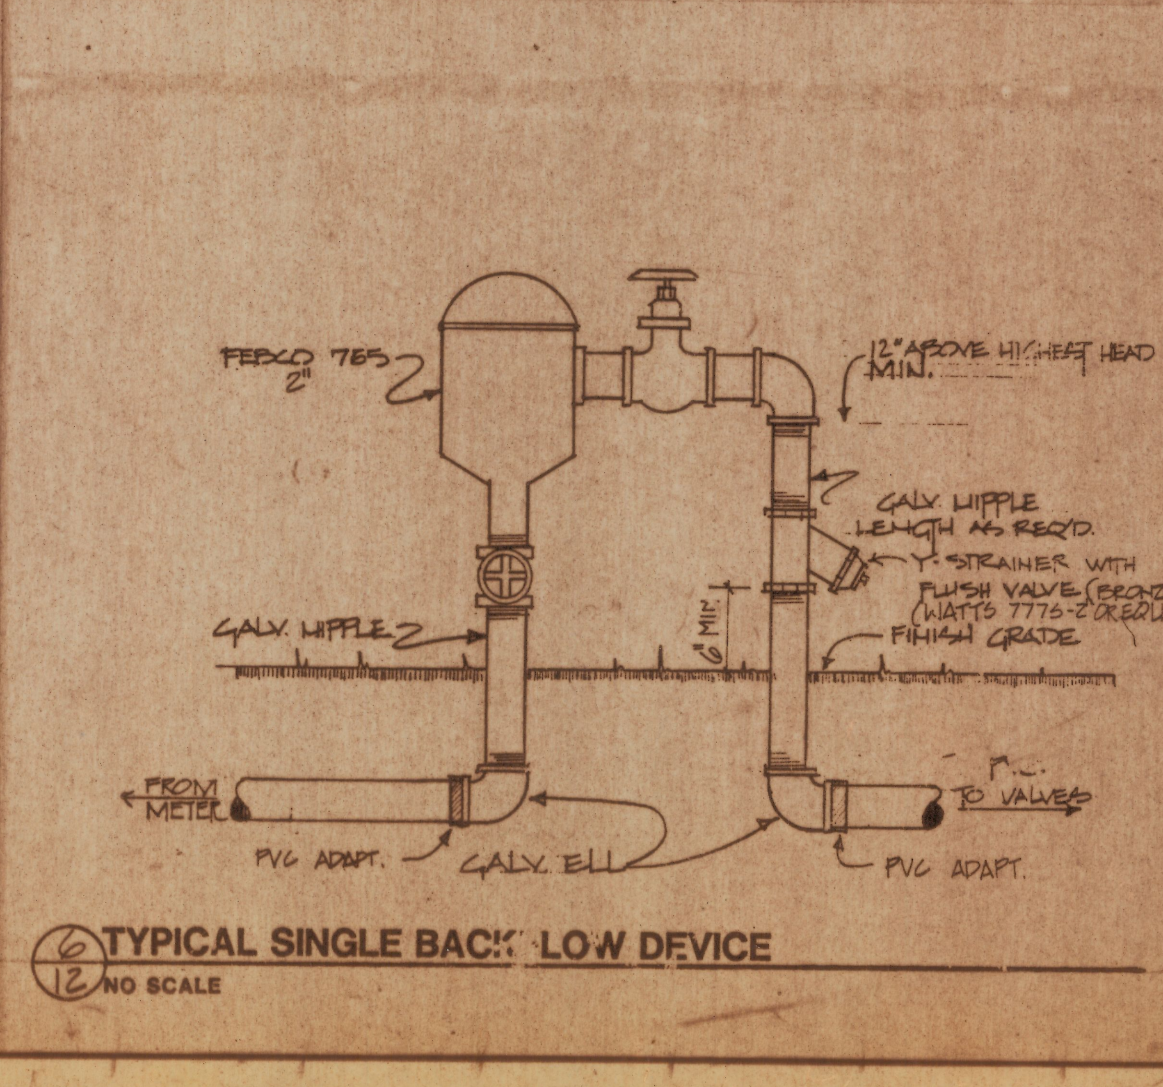 FEBCO 765
2"
12" ABOVE HIGHEST HEAD
MIN.
GALV. NIPPLE
LENGTH AS REQ'D.
Y-STRAINER WITH
FLUSH VALVE (BRONZ
(WATTS 777S-2" OR EQU
FINISH GRADE
6" MIN.
GALV. NIPPLE
FROM
METER
TO VALVES
PVC ADAPT.
GALV. ELL
PVC ADAPT.
6
12
TYPICAL SINGLE BACK LOW DEVICE
NO SCALE